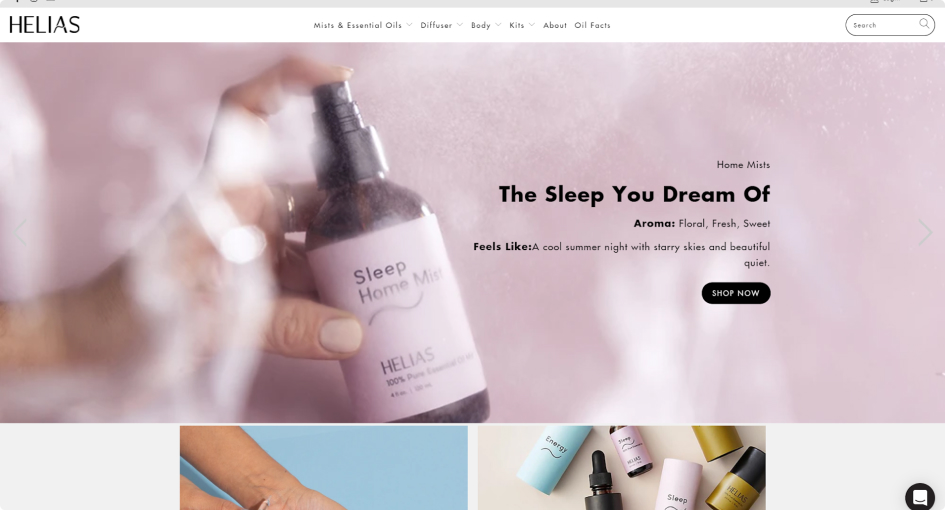 HELIAS
Mists & Essential Oils
Diffuser
Body
Kits
About
Oil Facts
Search
Home Mists
The Sleep You Dream Of
Aroma: Floral, Fresh, Sweet
Feels Like:A cool summer night with starry skies and beautiful
quiet.
SHOP NOW
Sleep
Home Mist
HELIAS
100% Pure Essential Oil
Energy
Sleep
HELIAS
Sleep
HELIAS